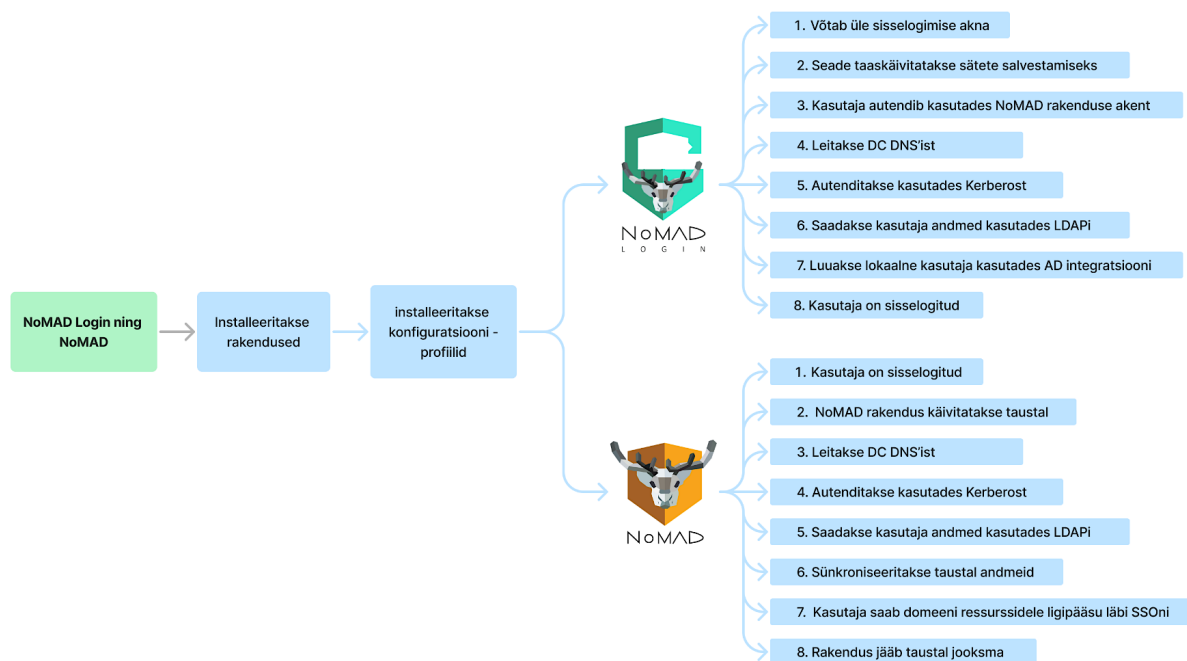 NoMAD Login ning
NoMAD
Installeeritakse
rakendused
installeeritakse
konfiguratsiooni -
profiilid
NoMAD
LOGIN
1. Võtab üle sisselogimise akna
2. Seade taaskäivitatakse sätete salvestamiseks
3. Kasutaja autendib kasutades NoMAD rakenduse akent
4. Leitakse DC DNS’ist
5. Autenditakse kasutades Kerberost
6. Saadakse kasutaja andmed kasutades LDAPi
7. Luuakse lokaalne kasutaja kasutades AD integratsiooni
8. Kasutaja on sisselogitud
NoMAD
1. Kasutaja on sisselogitud
2. NoMAD rakendus käivitatakse taustal
3. Leitakse DC DNS’ist
4. Autenditakse kasutades Kerberost
5. Saadakse kasutaja andmed kasutades LDAPi
6. Sünkroniseeritakse taustal andmeid
7. Kasutaja saab domeeni ressurssidele ligipääsu läbi SSOni
8. Rakendus jääb taustal jooksma